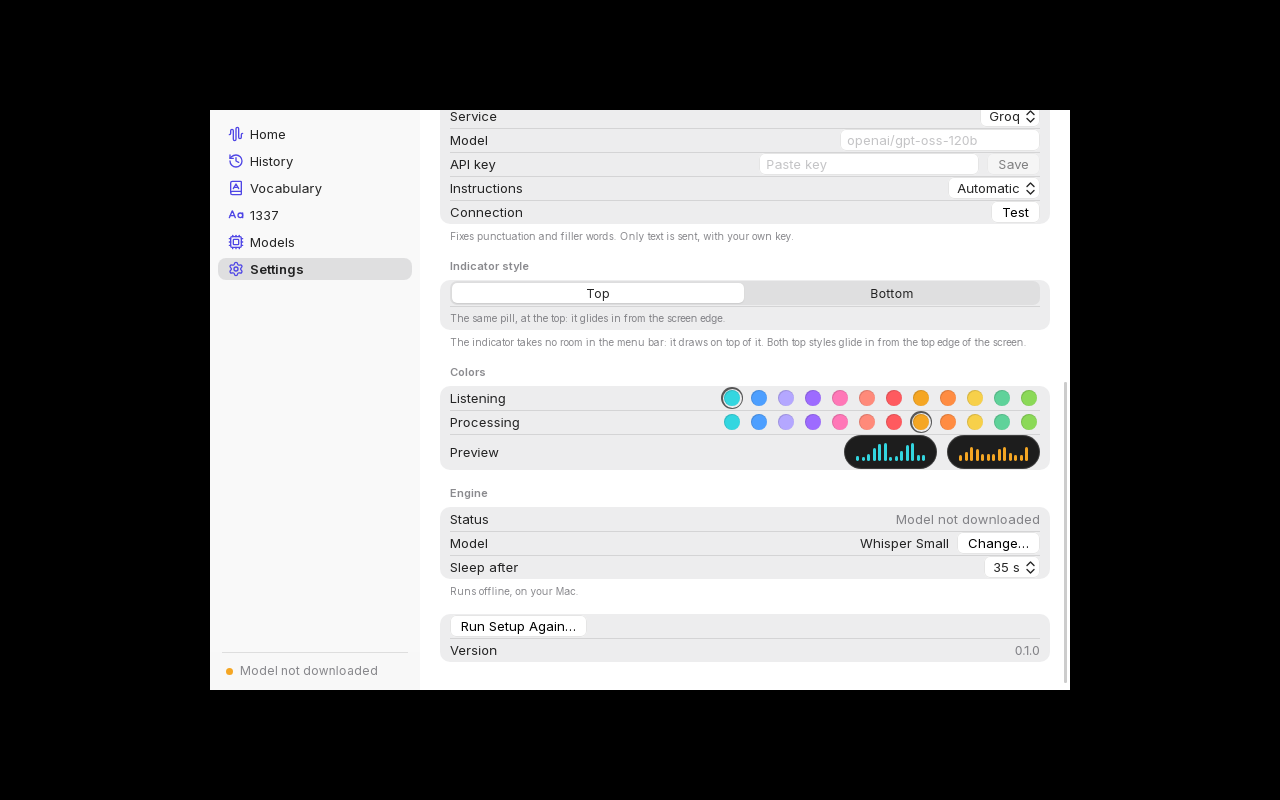 Home
History
Vocabulary
Aa 1337
Models
Settings
Model not downloaded
Service Groq
Model openai/gpt-oss-120b
API key Paste key Save
Instructions Automatic
Connection Test
Fixes punctuation and filler words. Only text is sent, with your own key.
Indicator style
Top Bottom
The same pill, at the top: it glides in from the screen edge.
The indicator takes no room in the menu bar: it draws on top of it. Both top styles glide in from the top edge of the screen.
Colors
Listening
Processing
Preview
Engine
Status Model not downloaded
Model Whisper Small Change…
Sleep after 35 s
Runs offline, on your Mac.
Run Setup Again…
Version 0.1.0